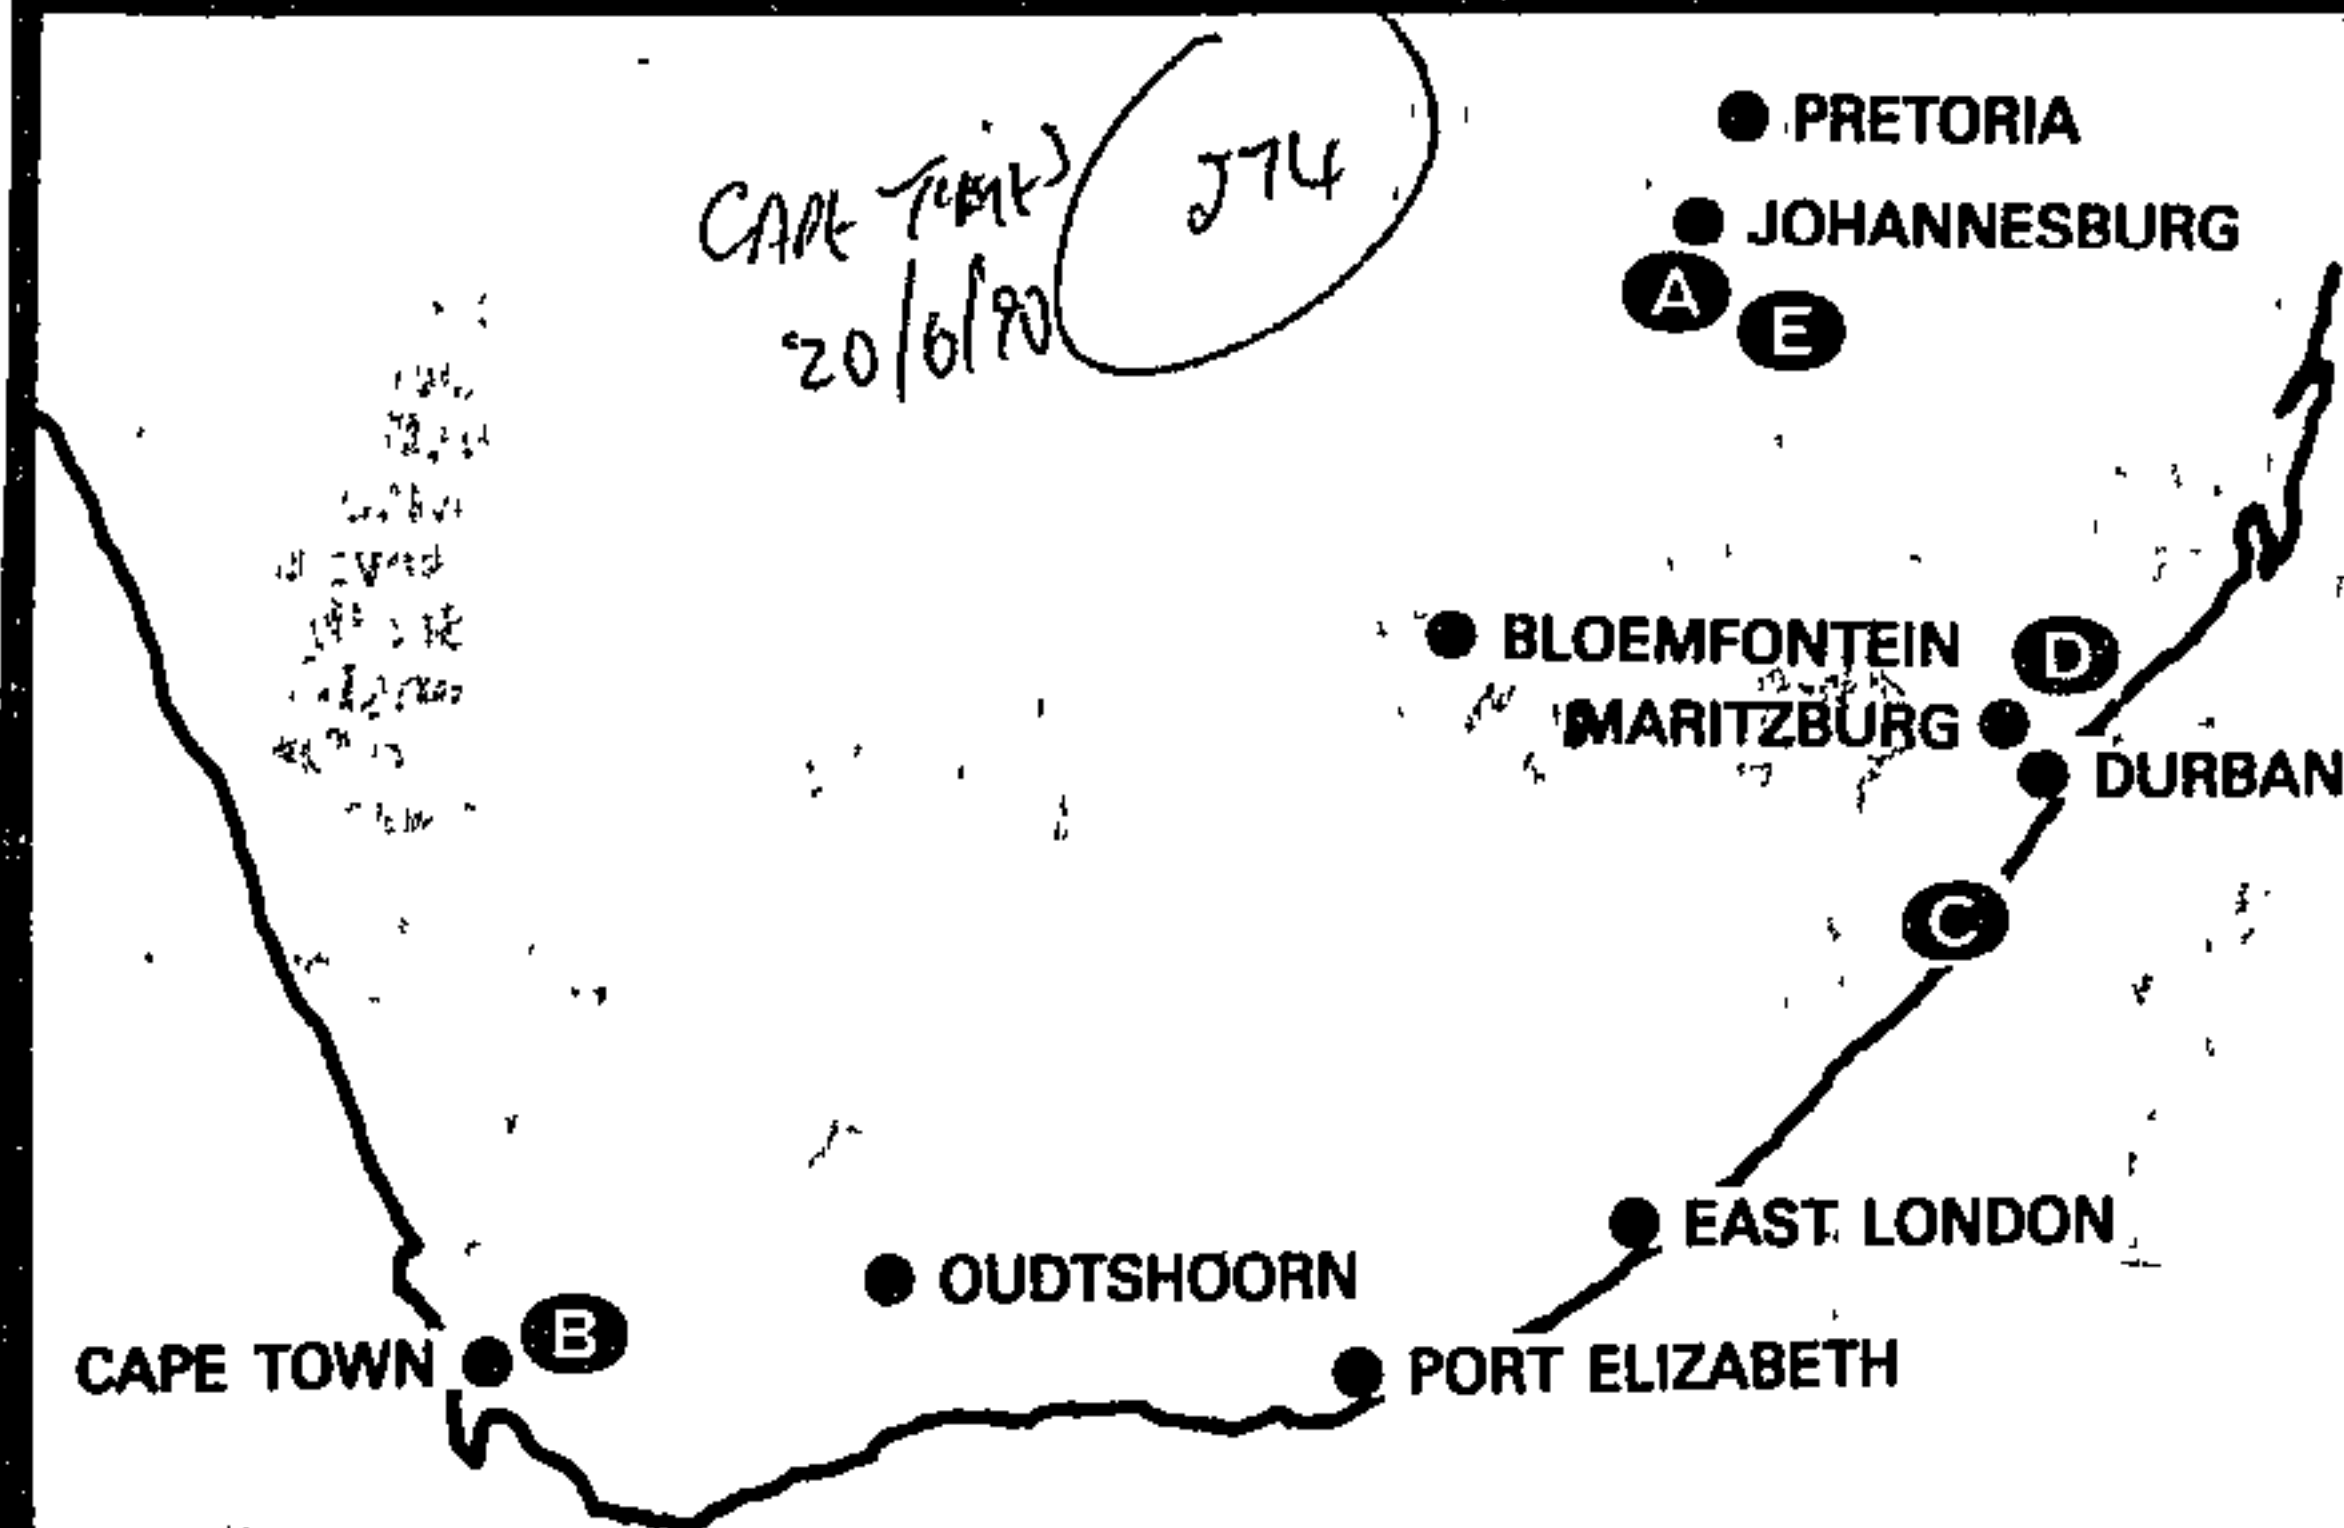 PRETORIA
CAPE TIMES
J74
JOHANNESBURG
20/6/90
A
E
BLOEMFONTEIN
D
MARITZBURG
DURBAN
C
EAST LONDON
OUDTSHOORN
B
CAPE TOWN
PORT ELIZABETH